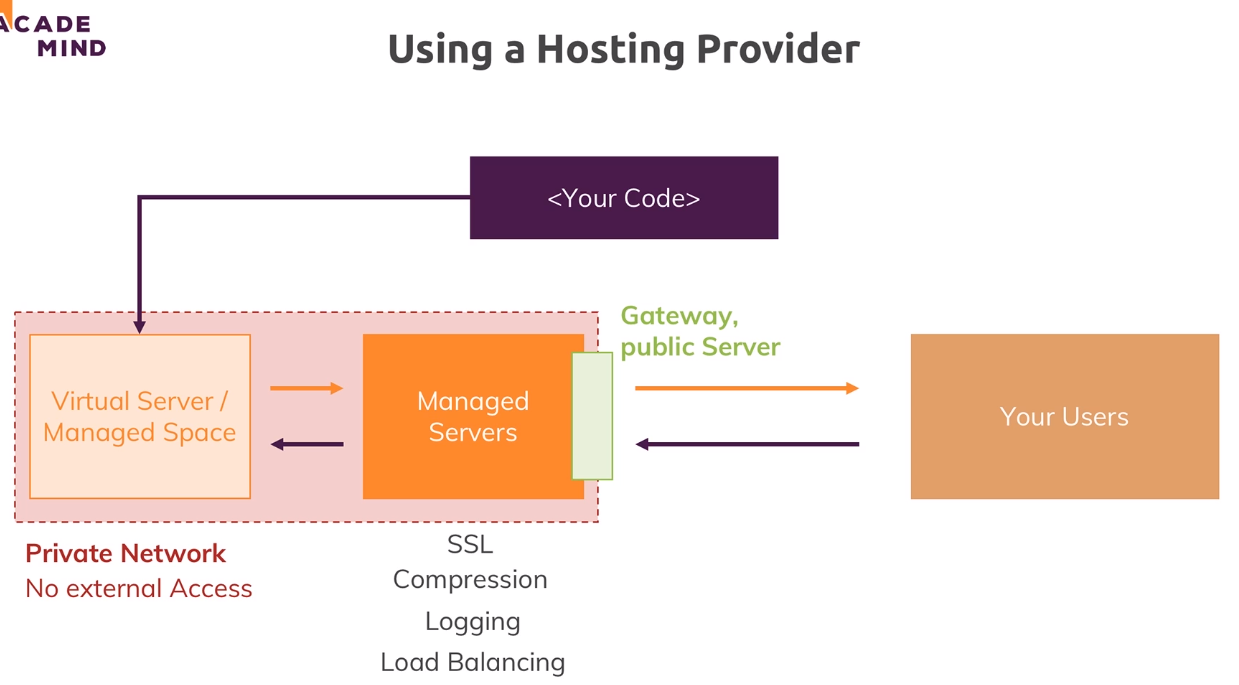 ACADE
MIND
Using a Hosting Provider
<Your Code>
Gateway,
public Server
Virtual Server /
Managed Space
Managed
Servers
Your Users
Private Network
No external Access
SSL
Compression
Logging
Load Balancing